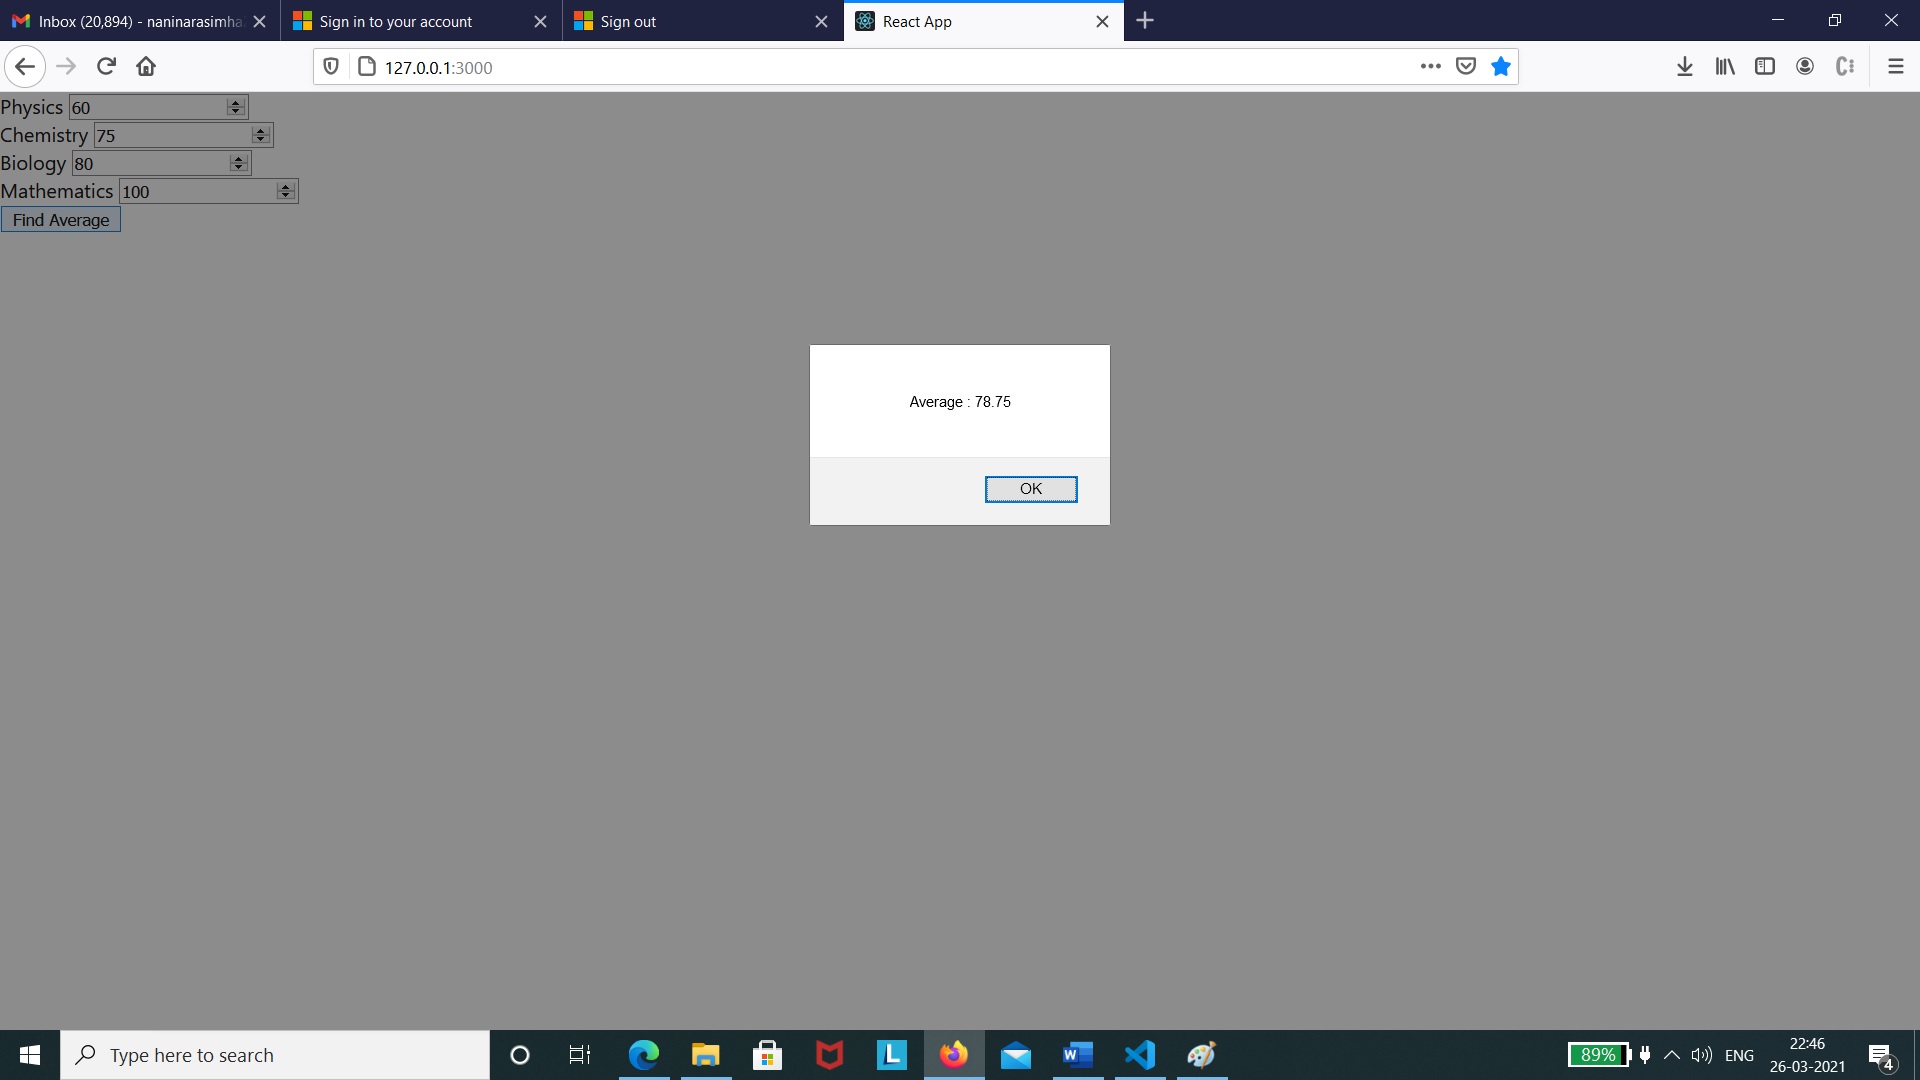 Inbox (20,894) - naninarasimha
Sign in to your account
Sign out
React App
127.0.0.1:3000
Physics 60
Chemistry 75
Biology 80
Mathematics 100
Find Average
Average : 78.75
OK
Type here to search
L
W
89%
ENG
22:46
26-03-2021
4